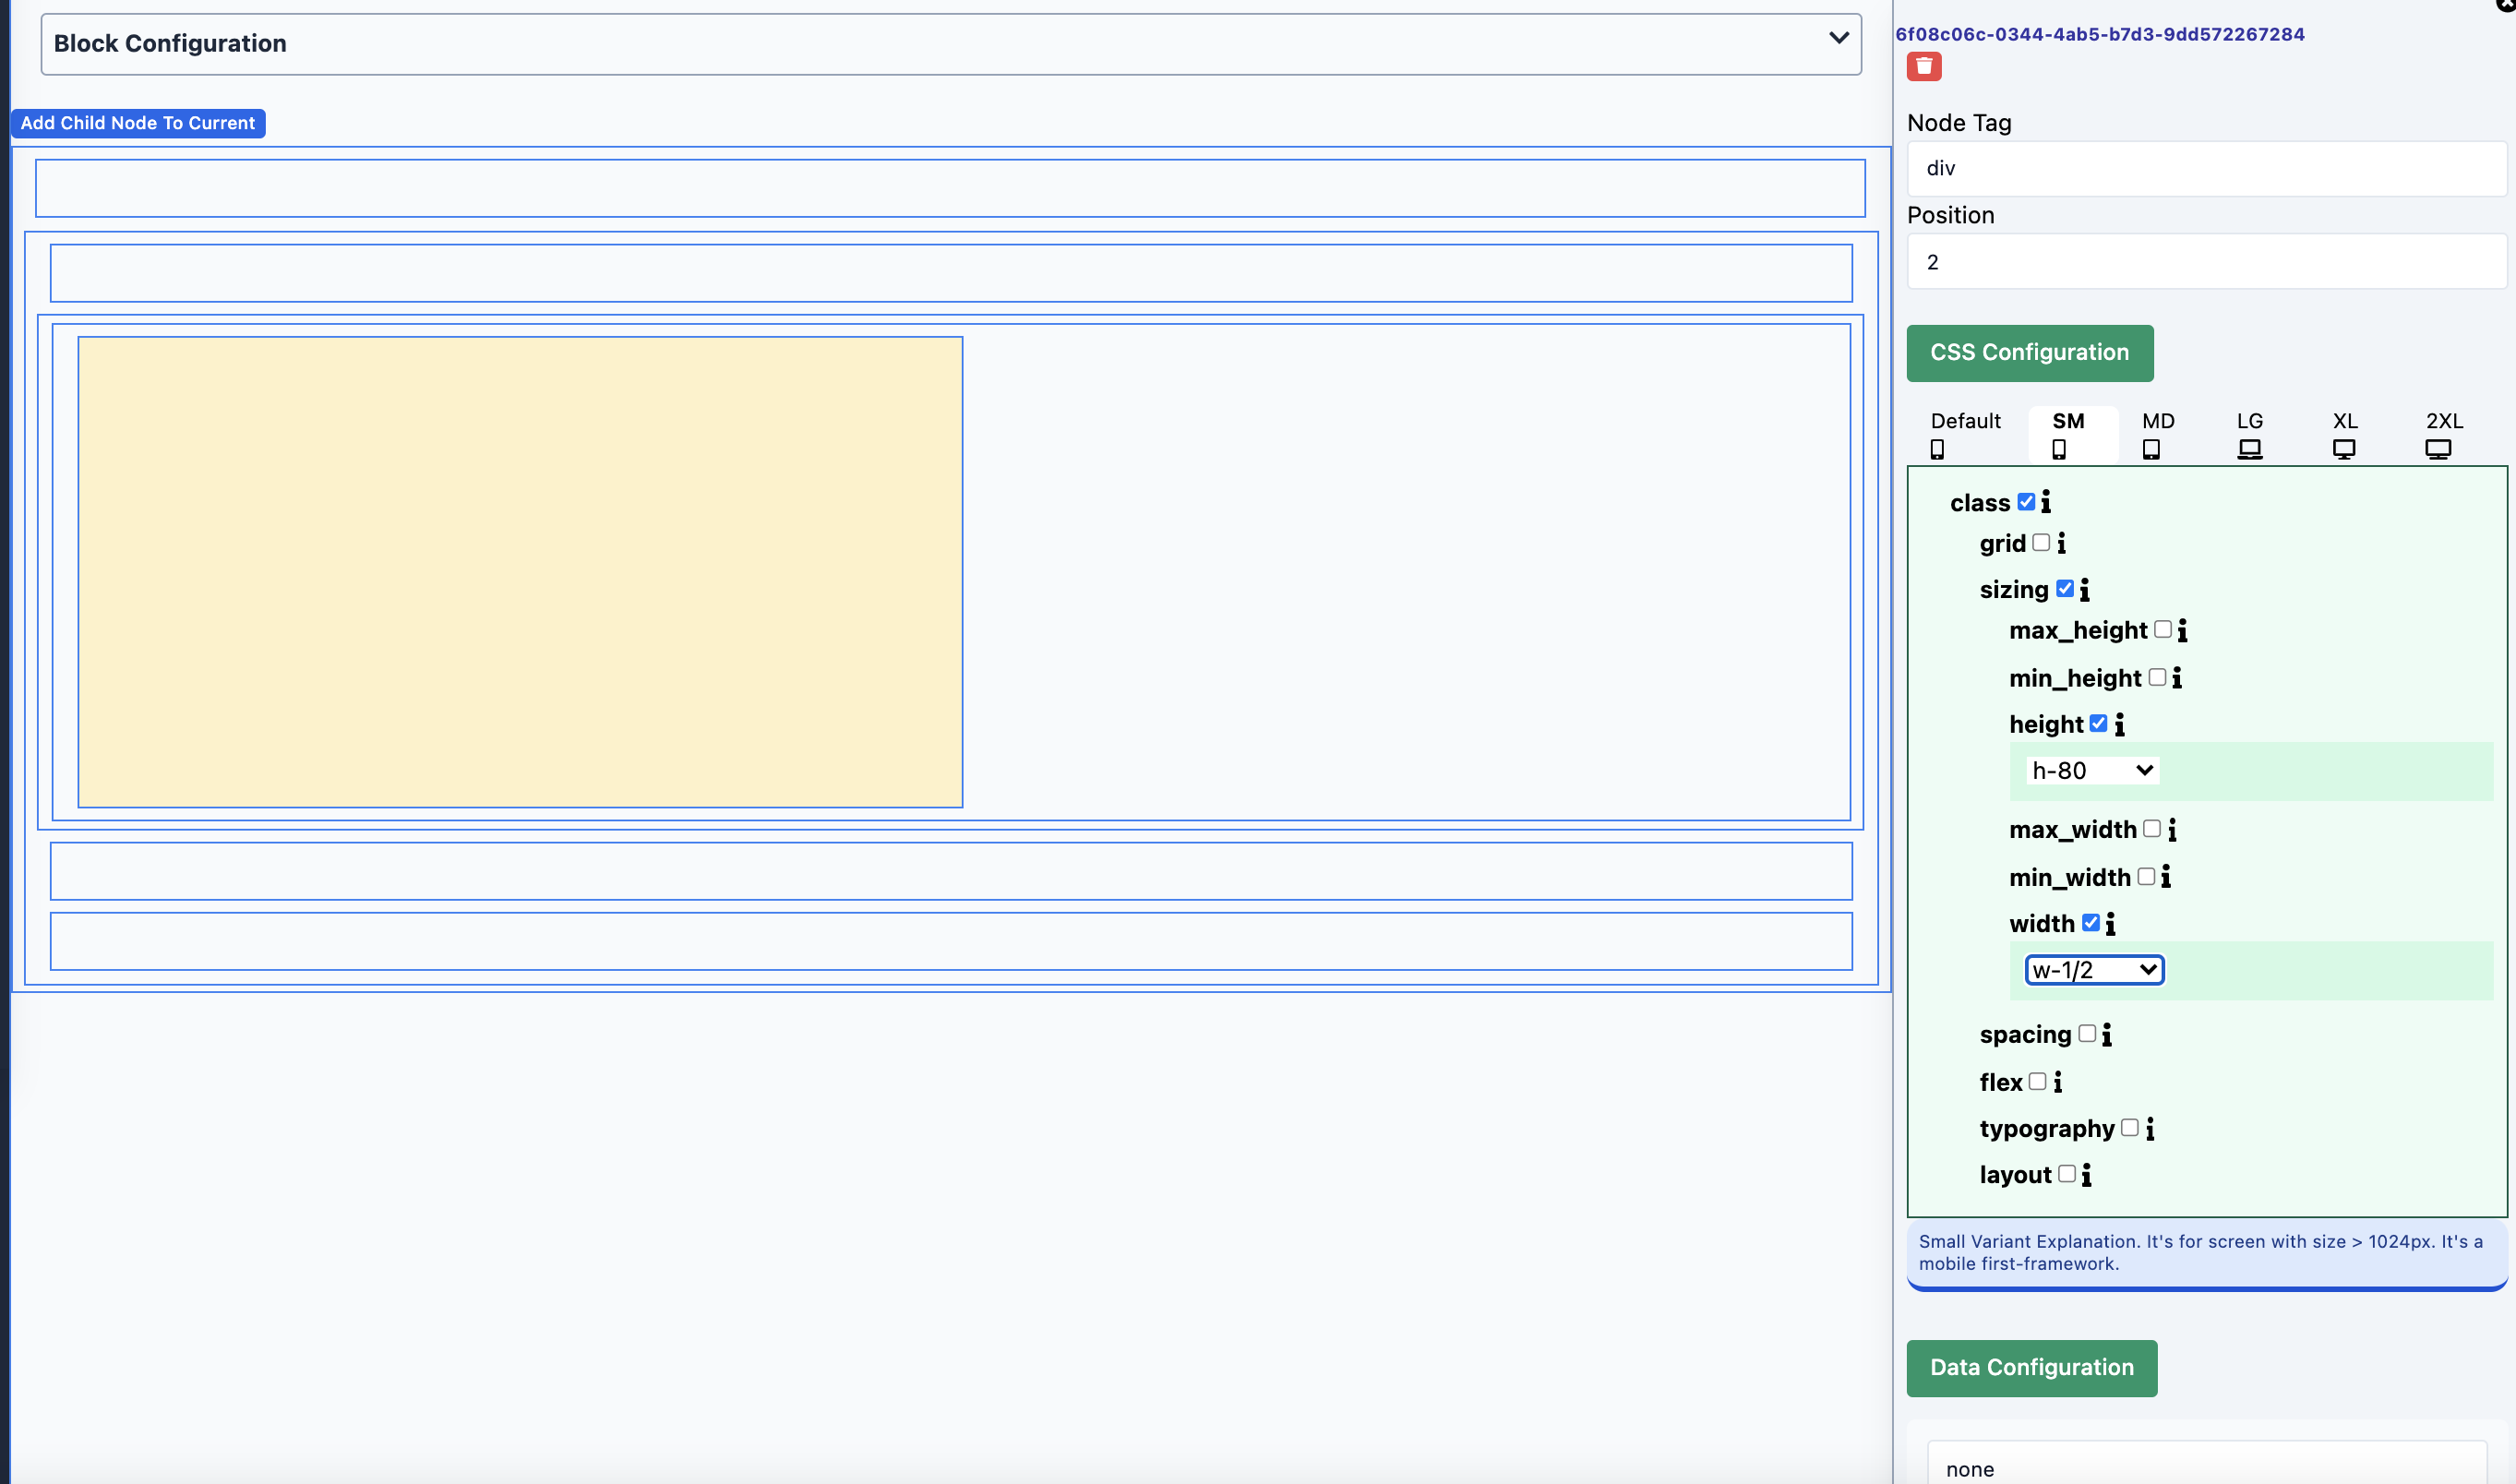 Block Configuration
Add Child Node To Current
6f08c06c-0344-4ab5-b7d3-9dd572267284
Node Tag
div
Position
2
CSS Configuration
Default SM MD LG XL 2XL
class
grid
sizing
max_height
min_height
height
h-80
max_width
min_width
width
w-1/2
spacing
flex
typography
layout
Small Variant Explanation. It's for screen with size > 1024px. It's a
mobile first-framework.
Data Configuration
none